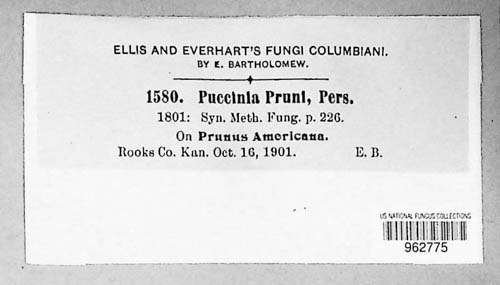 ELLIS AND EVERHART'S FUNGI COLUMBIANI.
BY E. BARTHOLOMEW.
1580. Puccinia Pruni, Pers.
1801: Syn. Meth. Fung. p. 226.
On Prunus Americana.
Rooks Co. Kan. Oct. 16, 1901. E. B.
US NATIONAL FUNGUS COLLECTIONS
962775